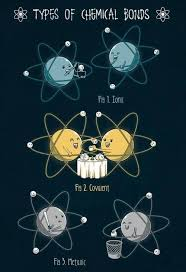 TYPES OF CHEMICAL BONDS
Fig 1. Ionic
Fig 2. Covalent
Fig 3. Metallic